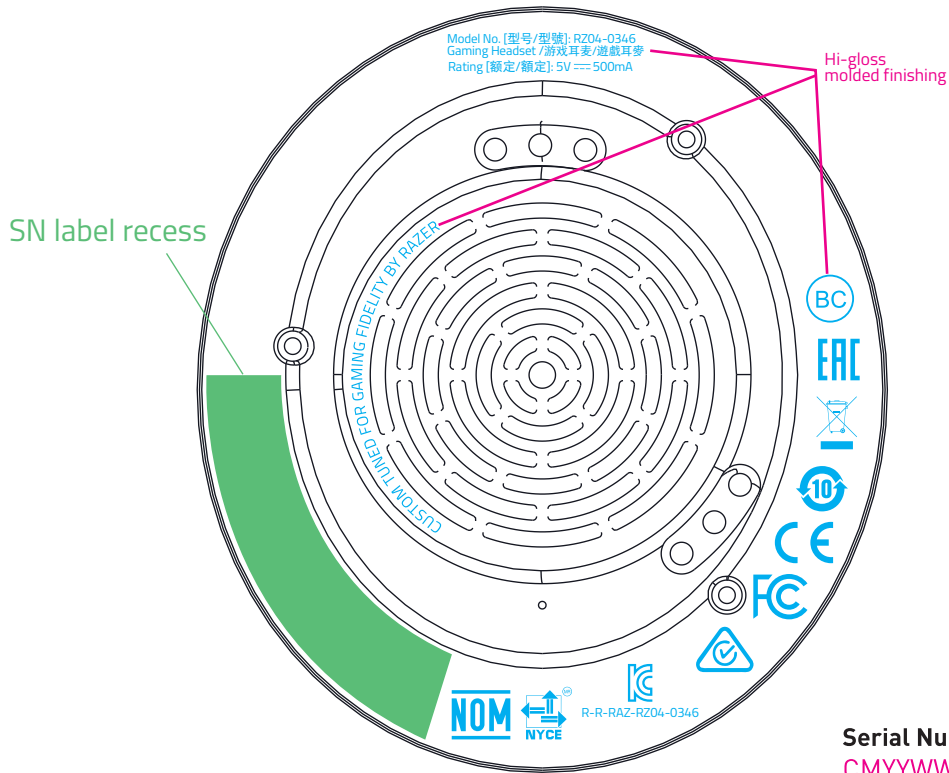 Model No. [型号/型號]: RZ04-0346
Gaming Headset /游戏耳麦/遊戲耳麥
Rating [额定/額定]: 5V ⎓ 500mA
Hi-gloss
molded finishing
SN label recess
CUSTOM TUNED FOR GAMING FIDELITY BY RAZER
BC
EAC
10
CE
FC
KC
R-R-RAZ-RZ04-0346
NOM
NYCE
Serial Nu
CMYYWW